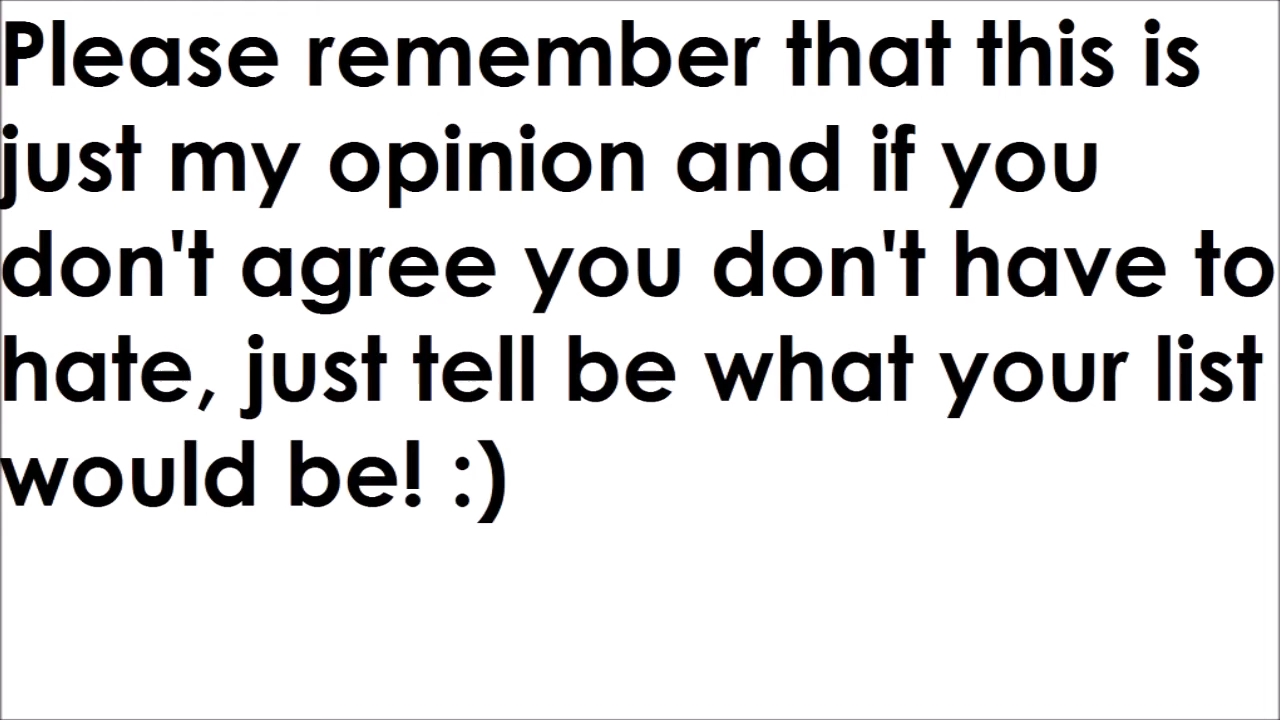 Please remember that this is
just my opinion and if you
don't agree you don't have to
hate, just tell be what your list
would be! :)